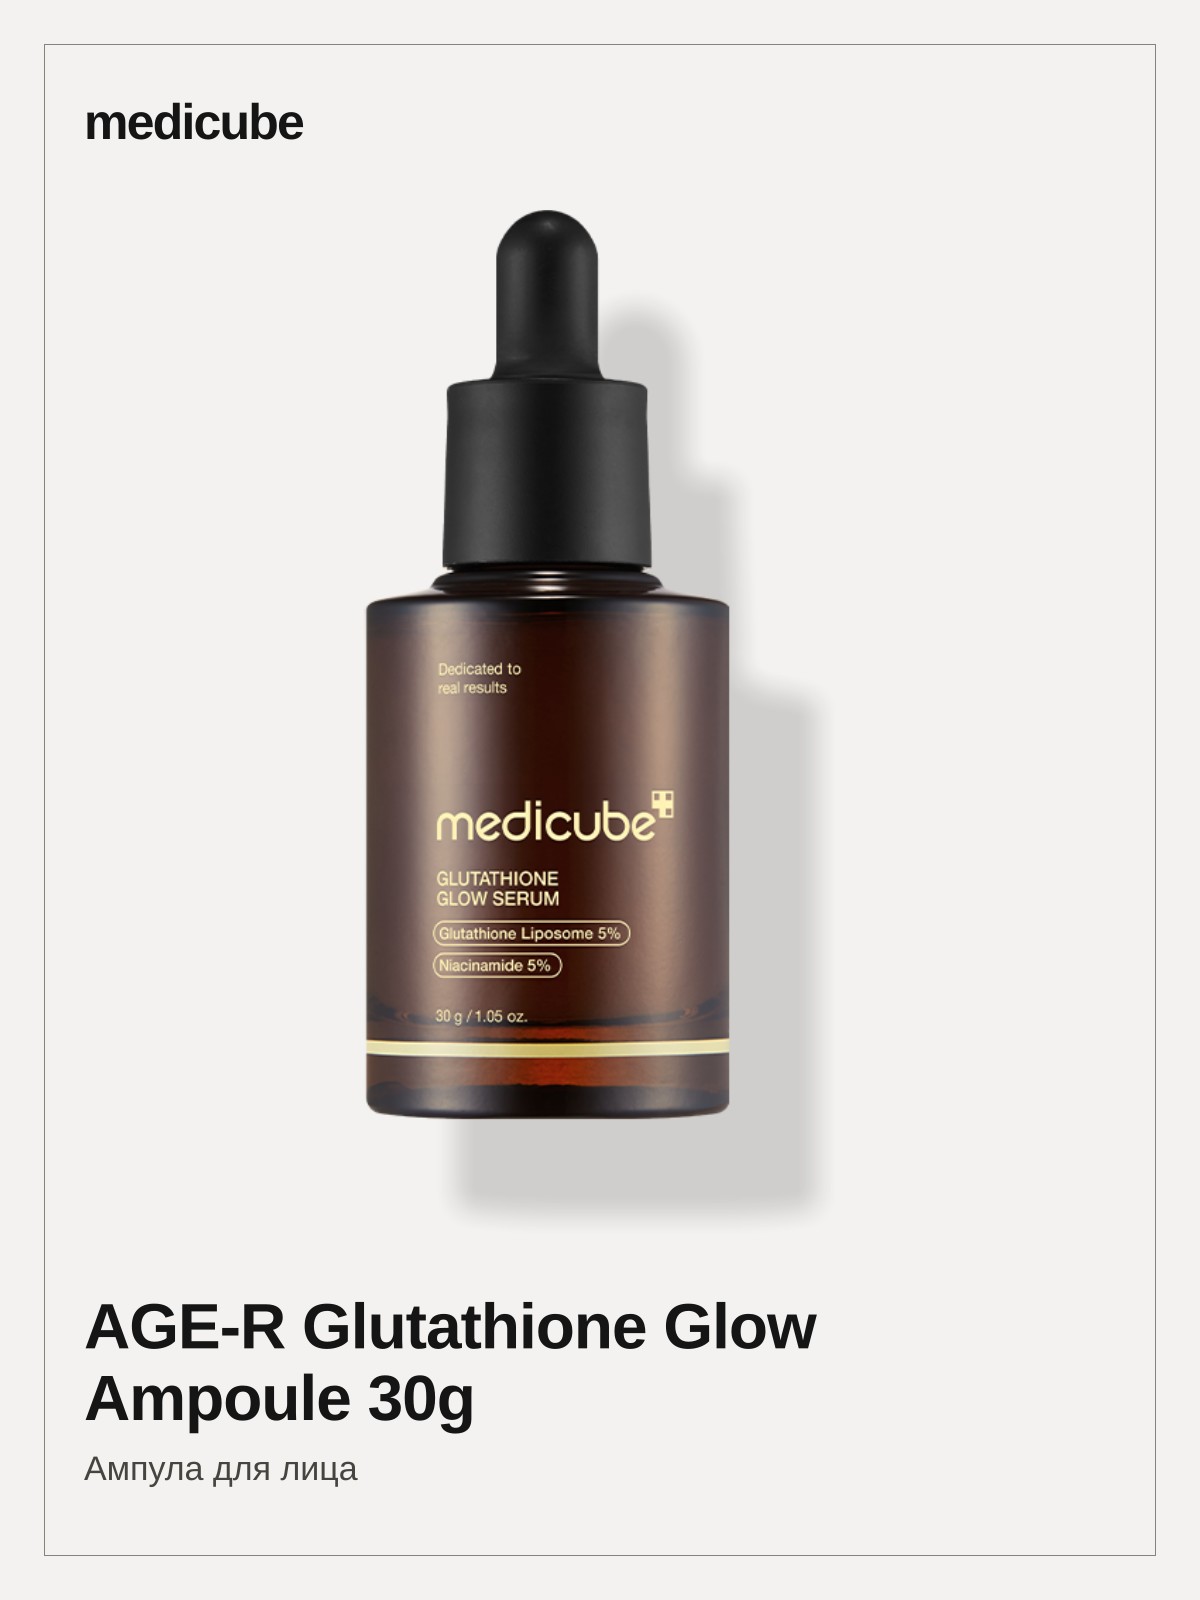 medicube
Dedicated to
real results
medicube
GLUTATHIONE
GLOW SERUM
Glutathione Liposome 5%
Niacinamide 5%
30 g / 1.05 oz.
AGE-R Glutathione Glow
Ampoule 30g
Ампула для лица